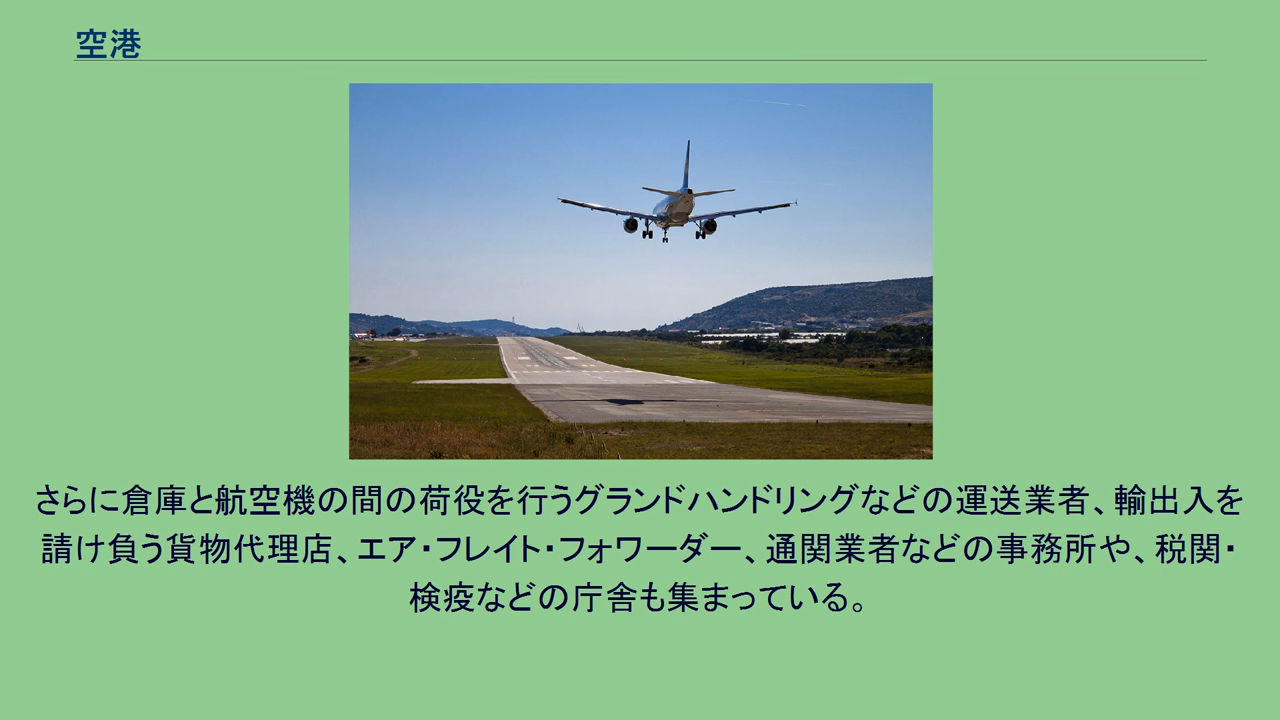 空港
さらに倉庫と航空機の間の荷役を行うグランドハンドリングなどの運送業者、輸出入を
請け負う貨物代理店、エア・フレイト・フォワーダー、通関業者などの事務所や、税関・
検疫などの庁舎も集まっている。